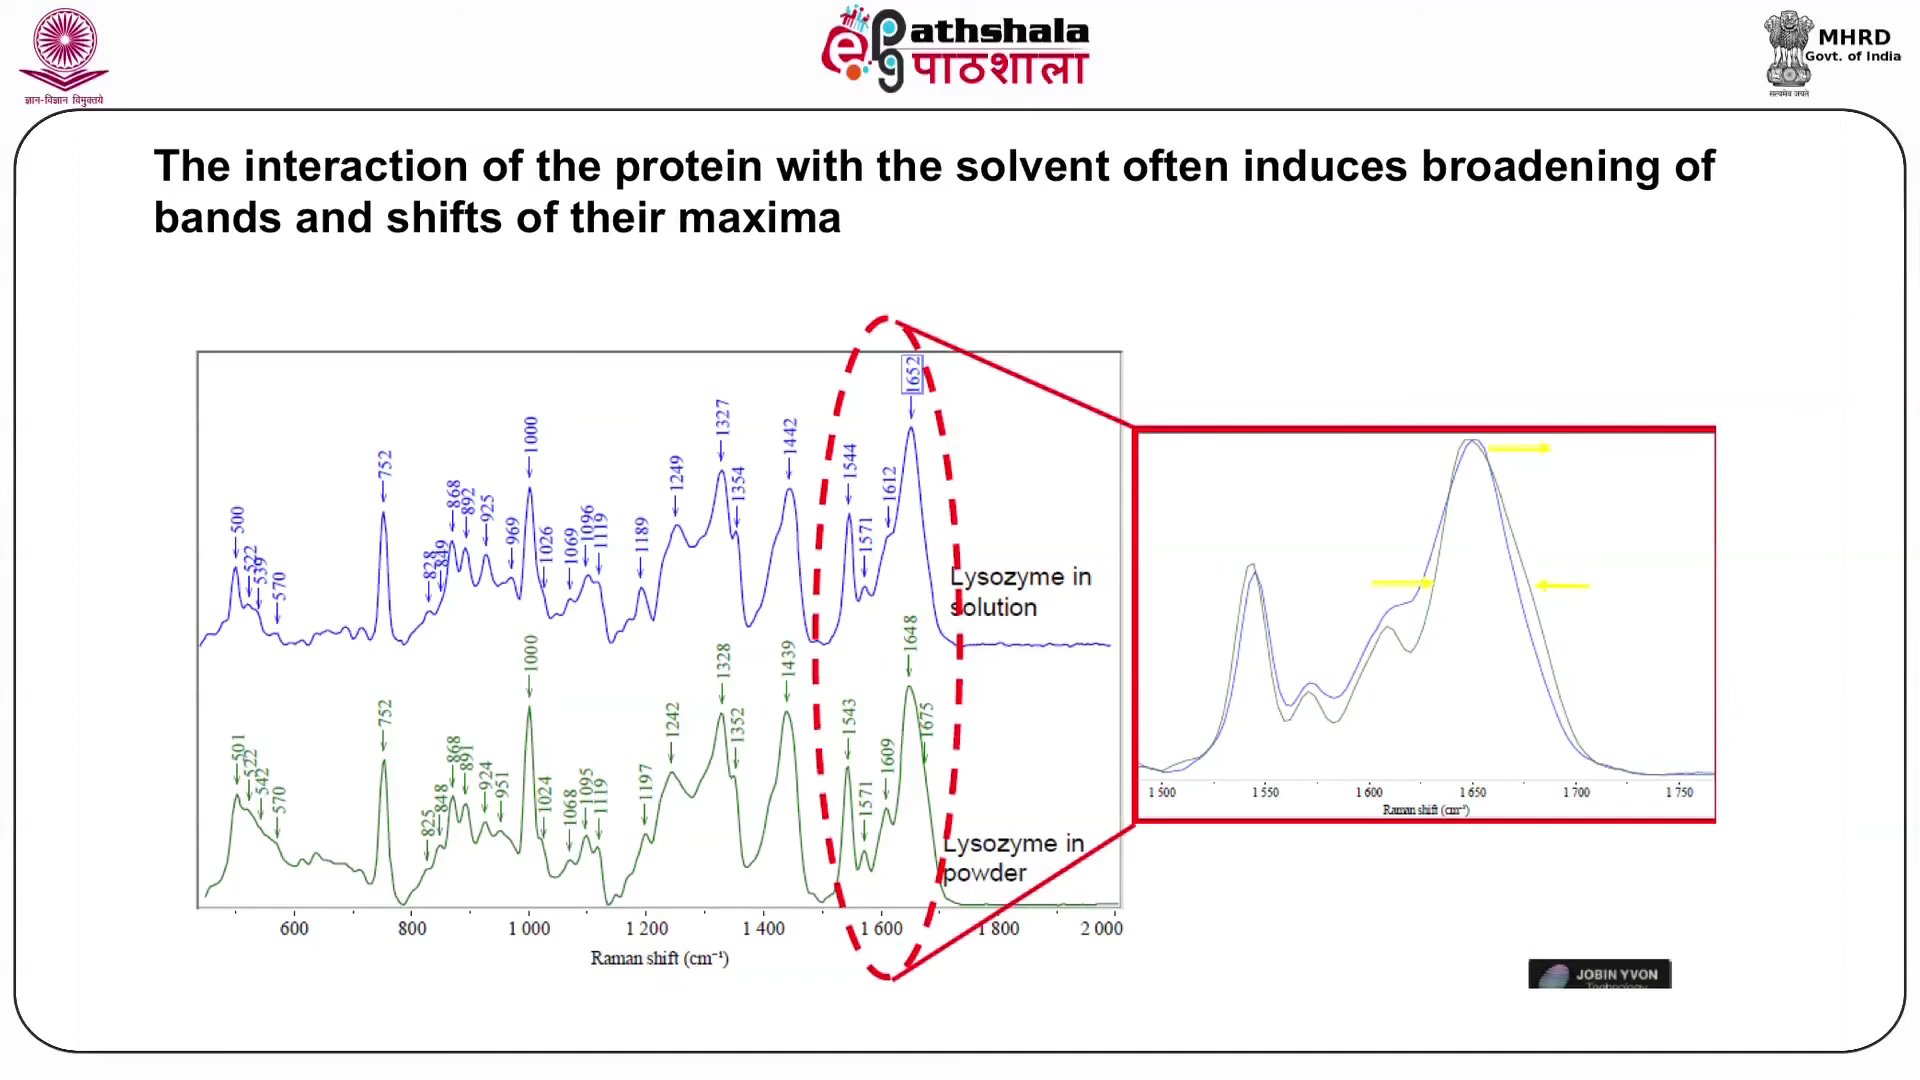 ज्ञान-विज्ञान विमुक्तये
ePathshala
पाठशाला
MHRD
Govt. of India
सत्यमेव जयते
The interaction of the protein with the solvent often induces broadening of
bands and shifts of their maxima
500 522 539 570 752 828 849 868 892 925 969 1000 1026 1069 1096 1119 1189 1249 1327 1354 1442 1544 1571 1612 1652
Lysozyme in
solution
501 522 542 570 752 825 848 868 891 924 951 1000 1024 1068 1095 1119 1197 1242 1328 1352 1439 1543 1571 1609 1648 1675
Lysozyme in
powder
600 800 1 000 1 200 1 400 1 600 1 800 2 000
Raman shift (cm⁻¹)
1 500 1 550 1 600 1 650 1 700 1 750
Raman shift (cm⁻¹)
JOBIN YVON
Technology